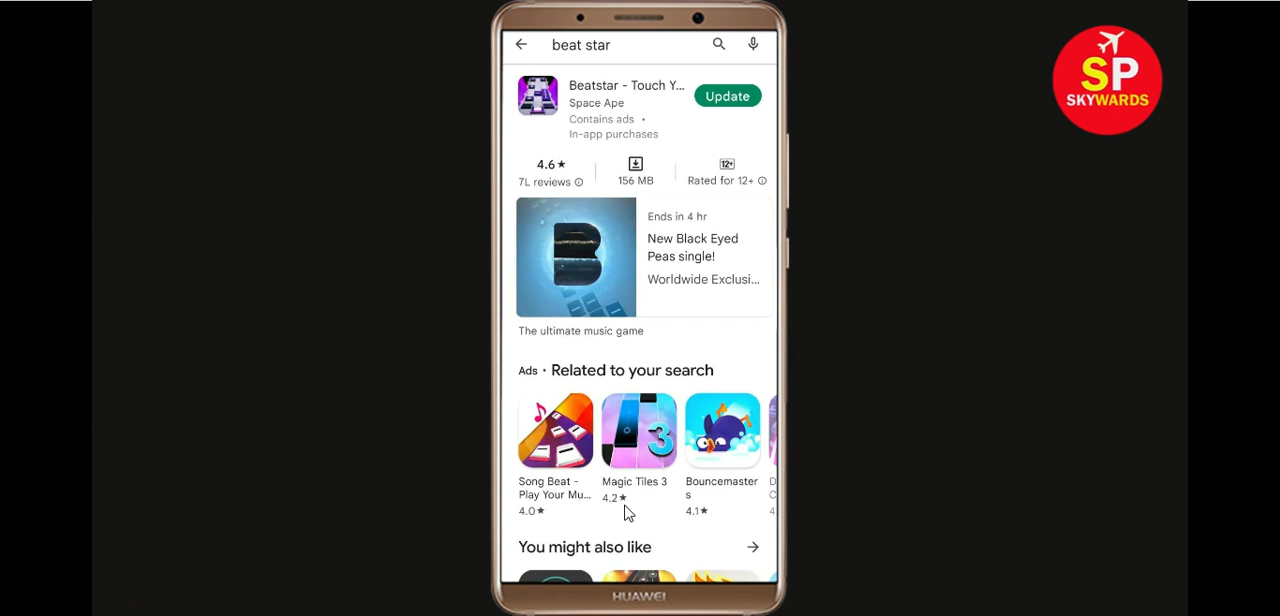 beat star
SP
SKYWARDS
Beatstar - Touch Y...
Update
Space Ape
Contains ads •
In-app purchases
4.6★
12+
7L reviews
156 MB
Rated for 12+
Ends in 4 hr
New Black Eyed
Peas single!
Worldwide Exclusi...
B
The ultimate music game
Ads • Related to your search
3
Song Beat -
Play Your Mu...
4.0★
Magic Tiles 3
4.2★
Bouncemaster
s
4.1★
D
C
4.
You might also like
HUAWEI